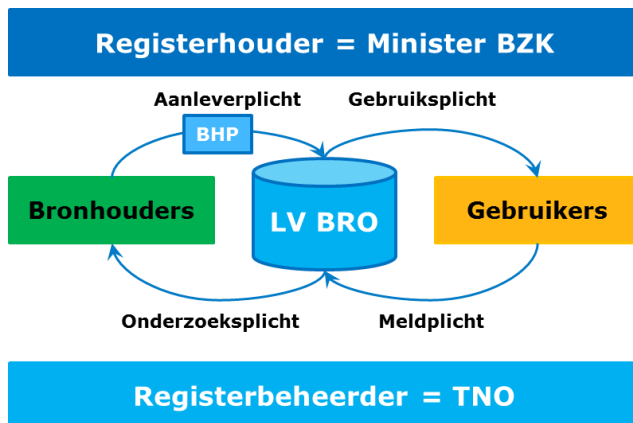 Registerhouder = Minister BZK
Aanleverplicht
Gebruiksplicht
BHP
Bronhouders
LV BRO
Gebruikers
Onderzoeksplicht
Meldplicht
Registerbeheerder = TNO